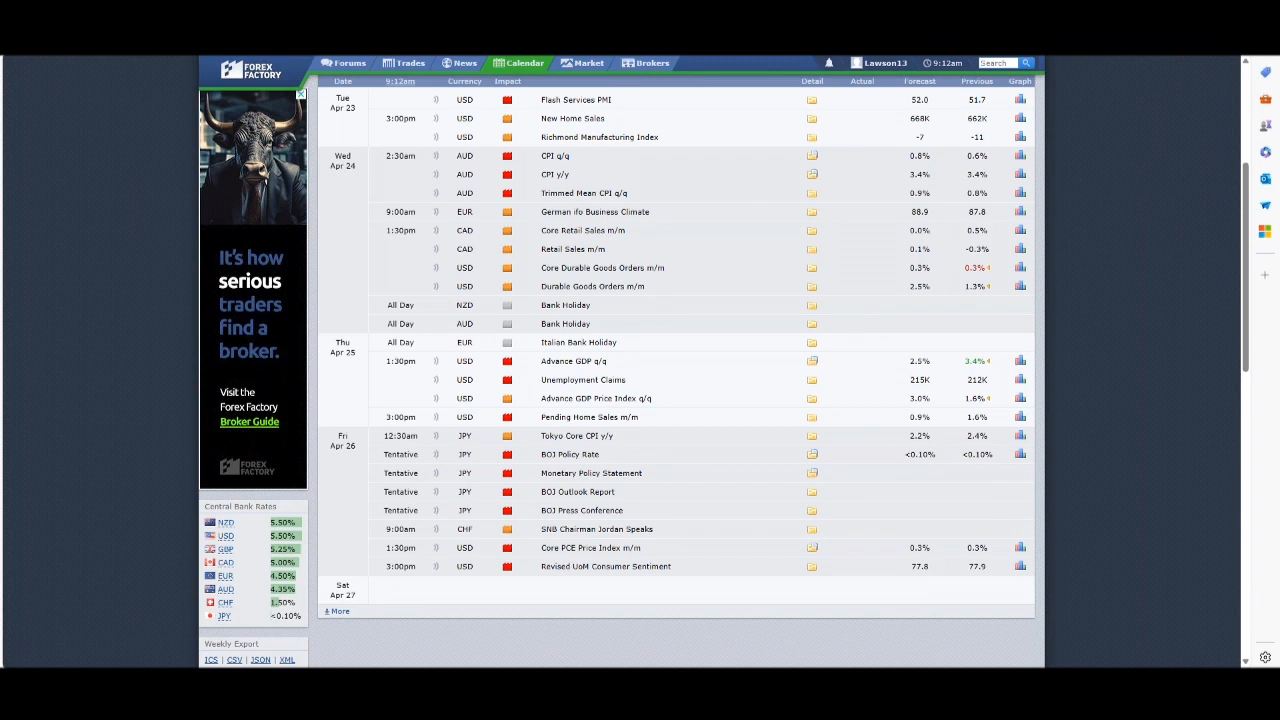 FOREX FACTORY
Forums Trades News Calendar Market Brokers Lawson13 9:12am Search
Date 9:12am Currency Impact Detail Actual Forecast Previous Graph
Tue Apr 23 USD Flash Services PMI 52.0 51.7
3:00pm USD New Home Sales 668K 662K
USD Richmond Manufacturing Index -7 -11
Wed Apr 24 2:30am AUD CPI q/q 0.8% 0.6%
AUD CPI y/y 3.4% 3.4%
AUD Trimmed Mean CPI q/q 0.9% 0.8%
9:00am EUR German ifo Business Climate 88.9 87.8
1:30pm CAD Core Retail Sales m/m 0.0% 0.5%
CAD Retail Sales m/m 0.1% -0.3%
USD Core Durable Goods Orders m/m 0.3% 0.3%
USD Durable Goods Orders m/m 2.5% 1.3%
All Day NZD Bank Holiday
All Day AUD Bank Holiday
Thu Apr 25 All Day EUR Italian Bank Holiday
1:30pm USD Advance GDP q/q 2.5% 3.4%
USD Unemployment Claims 215K 212K
USD Advance GDP Price Index q/q 3.0% 1.6%
3:00pm USD Pending Home Sales m/m 0.9% 1.6%
Fri Apr 26 12:30am JPY Tokyo Core CPI y/y 2.2% 2.4%
Tentative JPY BOJ Policy Rate <0.10% <0.10%
Tentative JPY Monetary Policy Statement
Tentative JPY BOJ Outlook Report
Tentative JPY BOJ Press Conference
9:00am CHF SNB Chairman Jordan Speaks
1:30pm USD Core PCE Price Index m/m 0.3% 0.3%
3:00pm USD Revised UoM Consumer Sentiment 77.8 77.9
Sat Apr 27
More
It's how
serious
traders
find a
broker.
Visit the
Forex Factory
Broker Guide
FOREX FACTORY
Central Bank Rates
NZD 5.50%
USD 5.50%
GBP 5.25%
CAD 5.00%
EUR 4.50%
AUD 4.35%
CHF 1.50%
JPY <0.10%
Weekly Export
ICS | CSV | JSON | XML